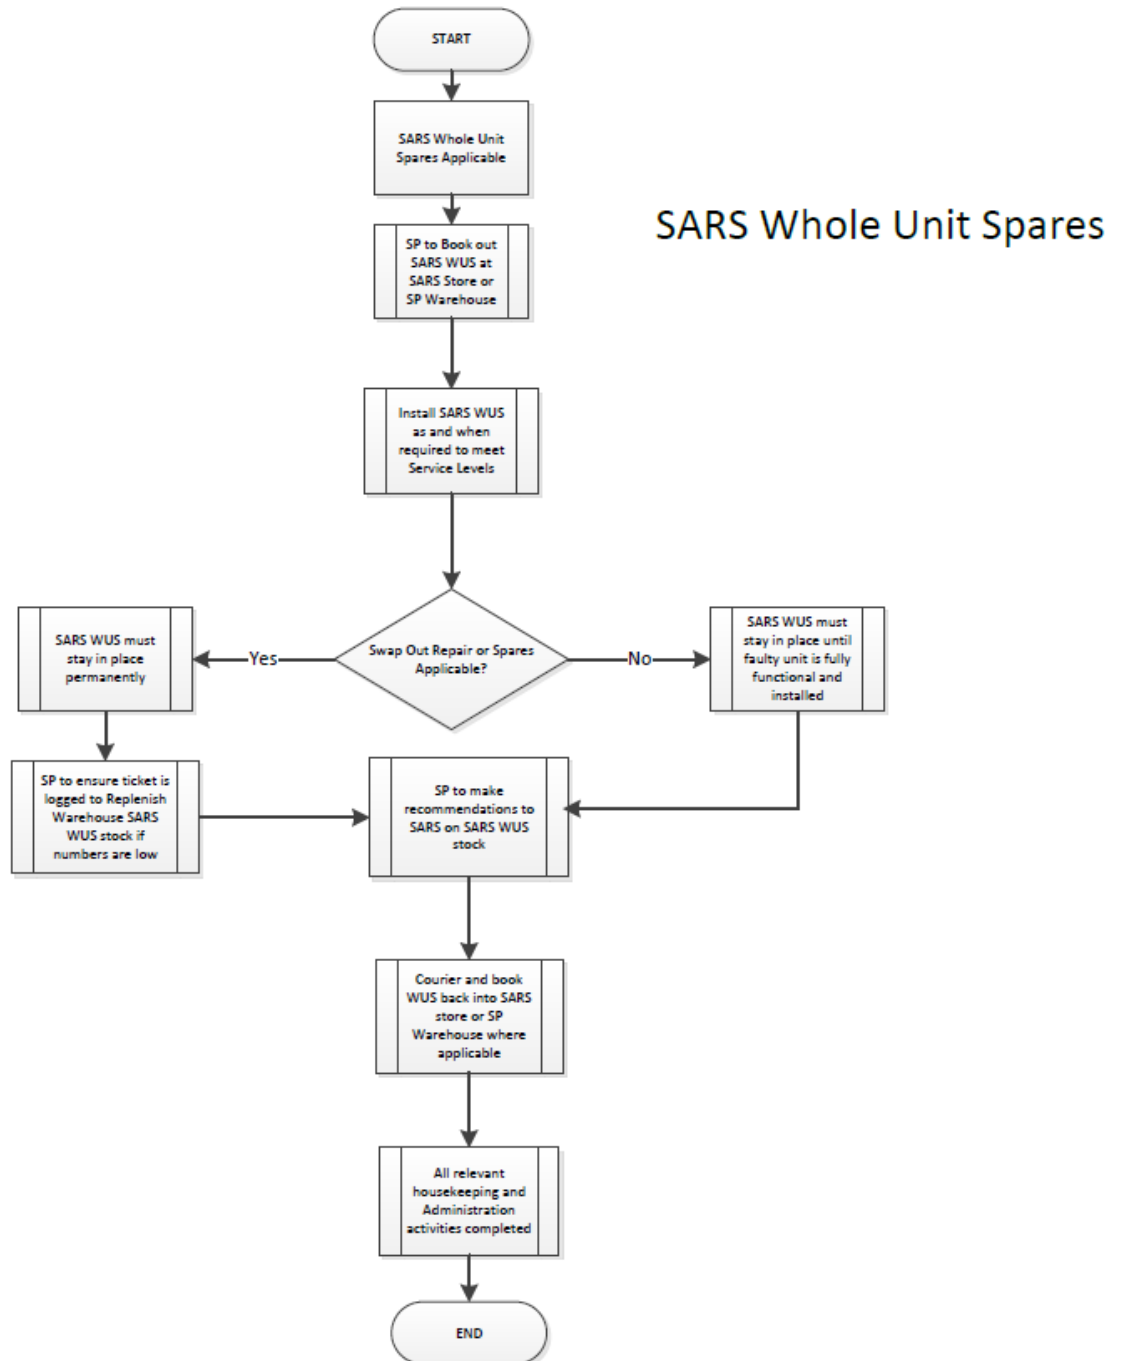 START
SARS Whole Unit
Spares Applicable
SARS Whole Unit Spares
SP to Book out
SARS WUS at
SARS Store or
SP Warehouse
Install SARS WUS
as and when
required to meet
Service Levels
Swap Out Repair or Spares
Applicable?
Yes
No
SARS WUS must
stay in place
permanently
SARS WUS must
stay in place until
faulty unit is fully
functional and
installed
SP to ensure ticket is
logged to Replenish
Warehouse SARS
WUS stock if
numbers are low
SP to make
recommendations to
SARS on SARS WUS
stock
Courier and book
WUS back into SARS
store or SP
Warehouse where
applicable
All relevant
housekeeping and
Administration
activities completed
END